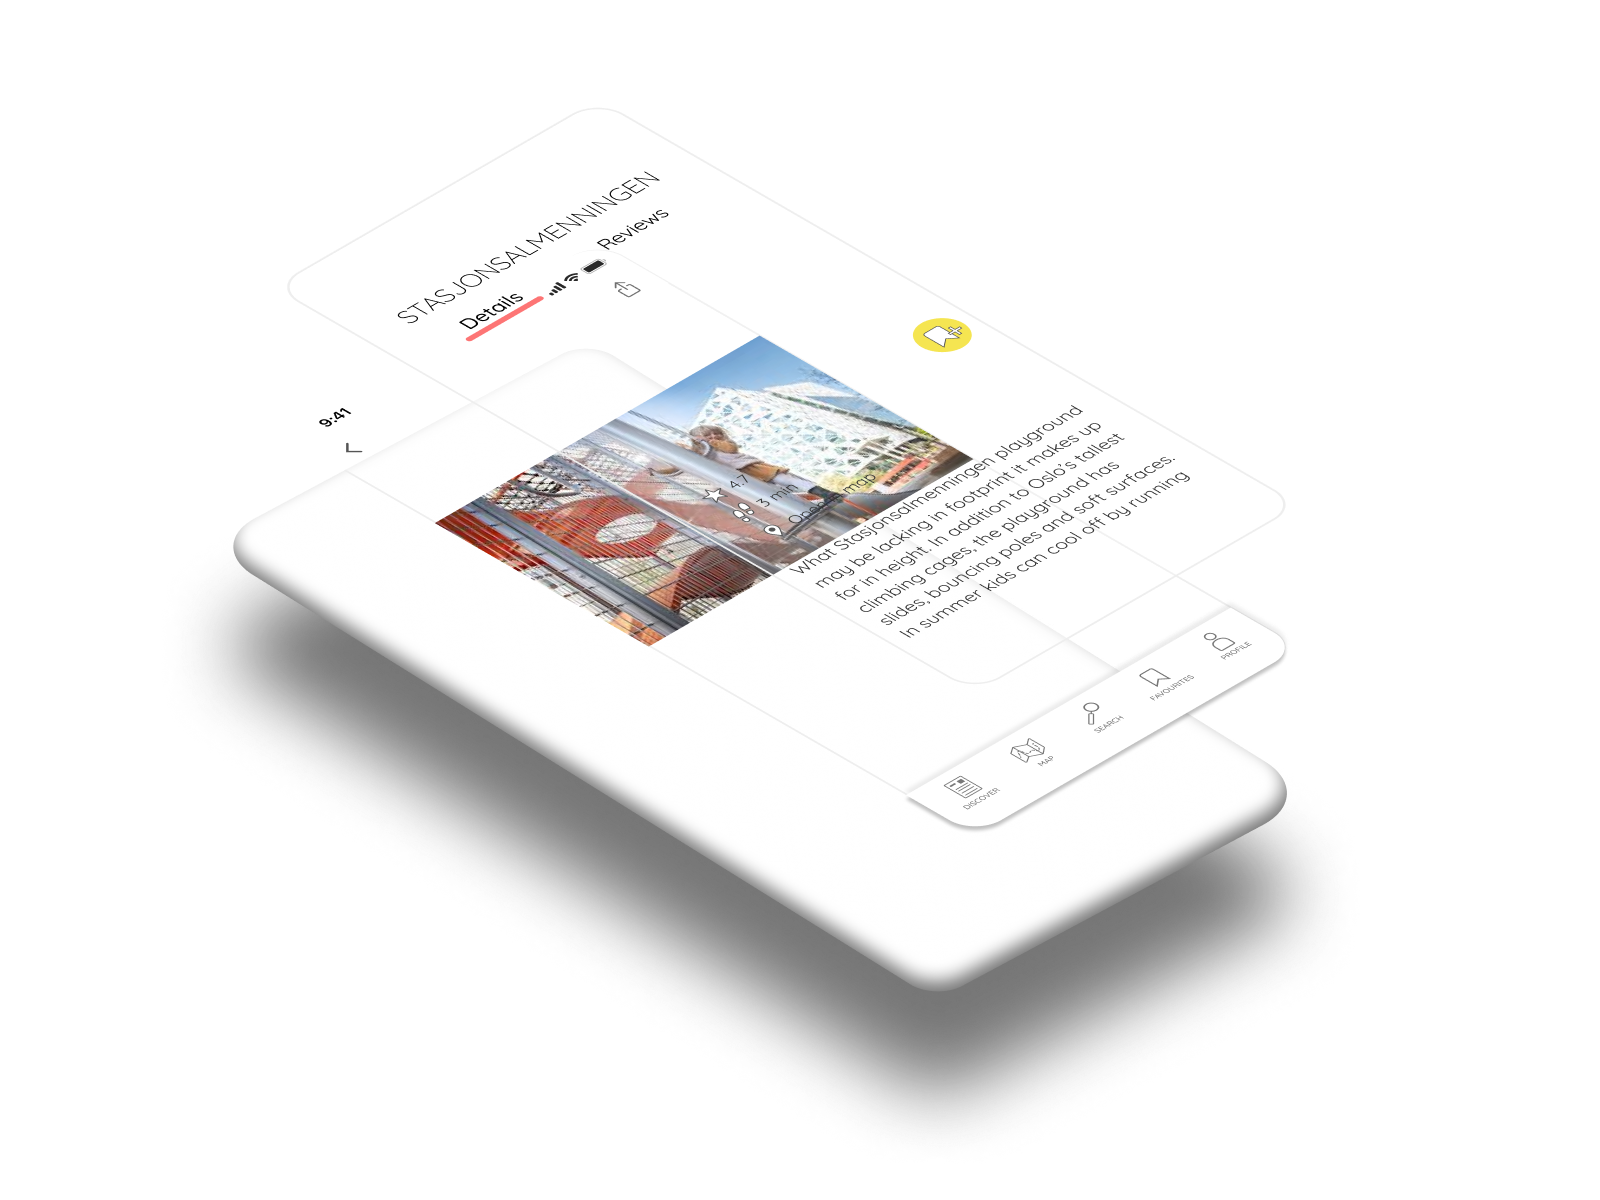 9:41
STASJONSALMENNINGEN
Details
Reviews
4.7
3 min
Open map
What Stasjonsalmenningen playground
may be lacking in footprint it makes up
for in height. In addition to Oslo's tallest
climbing cages, the playground has
slides, bouncing poles and soft surfaces.
In summer kids can cool off by running
DISCOVER
MAP
SEARCH
FAVOURITES
PROFILE